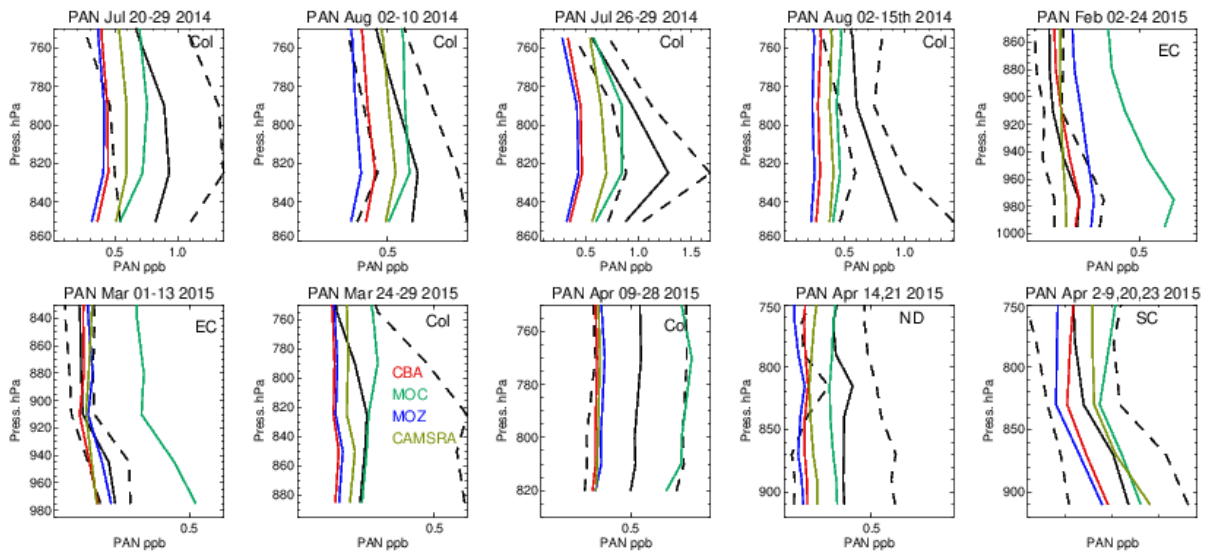 PAN Jul 20-29 2014
Col
Press. hPa
760
780
800
820
840
860
0.5
1.0
PAN ppb
PAN Aug 02-10 2014
Col
Press. hPa
760
780
800
820
840
860
0.5
PAN ppb
PAN Jul 26-29 2014
Col
Press. hPa
760
780
800
820
840
860
0.5
1.0
1.5
PAN ppb
PAN Aug 02-15th 2014
Col
Press. hPa
760
780
800
820
840
860
0.5
1.0
PAN ppb
PAN Feb 02-24 2015
EC
Press. hPa
860
880
900
920
940
960
980
1000
0.5
PAN ppb
PAN Mar 01-13 2015
EC
Press. hPa
840
860
880
900
920
940
960
980
0.5
PAN ppb
PAN Mar 24-29 2015
Col
CBA
MOC
MOZ
CAMSRA
Press. hPa
760
780
800
820
840
860
880
0.5
PAN ppb
PAN Apr 09-28 2015
Col
Press. hPa
760
780
800
820
0.5
PAN ppb
PAN Apr 14,21 2015
ND
Press. hPa
750
800
850
900
0.5
PAN ppb
PAN Apr 2-9,20,23 2015
SC
Press. hPa
750
800
850
900
PAN ppb